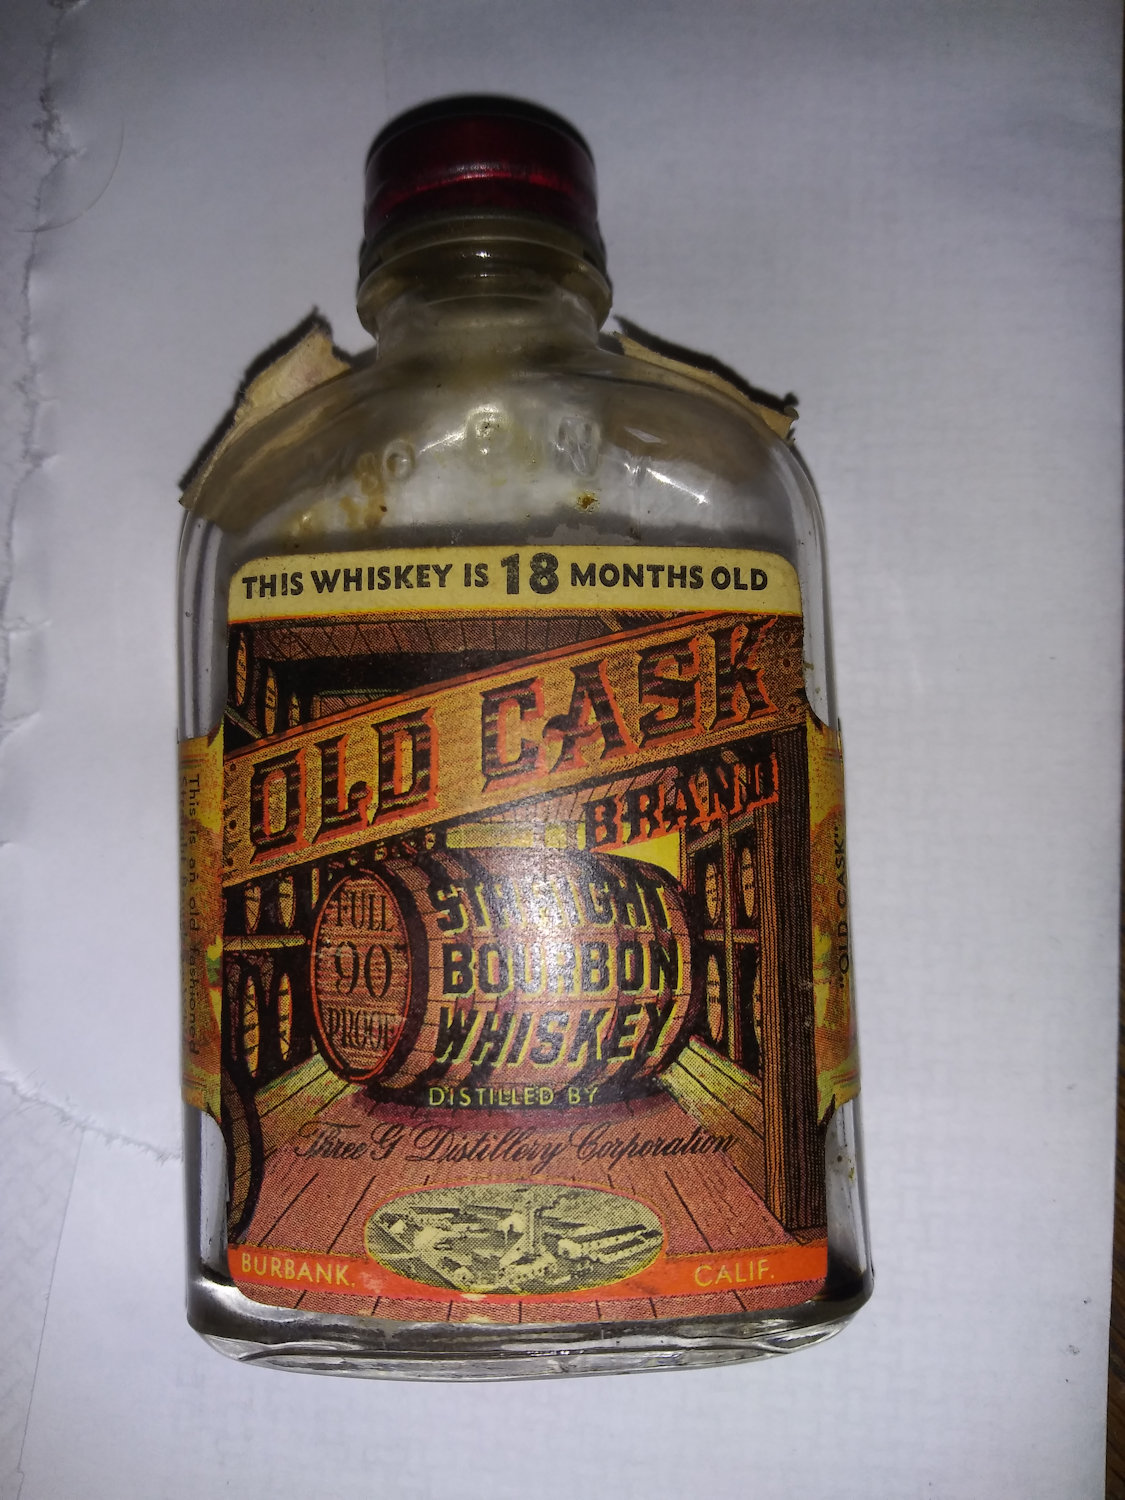 THIS WHISKEY IS 18 MONTHS OLD
OLD CASK
BRAND
FULL
90
PROOF
STRAIGHT
BOURBON
WHISKEY
DISTILLED BY
Three G Distillery Corporation
BURBANK, CALIF.
This is an old fashioned
"OLD CASK"